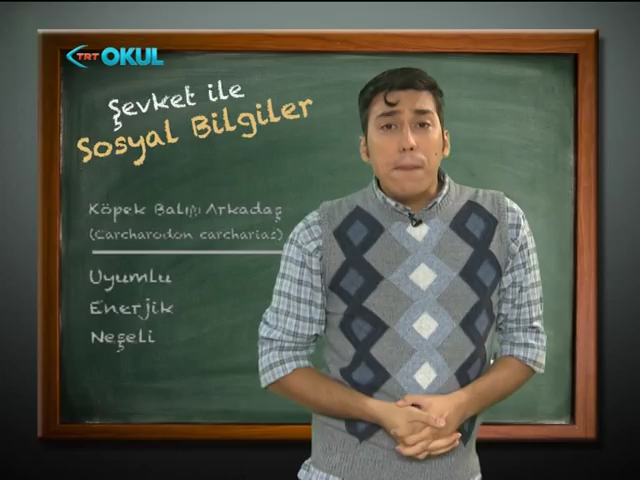 TRT OKUL
Şevket ile
Sosyal Bilgiler
Köpek Balığı Arkadaş
(Carcharodon carcharias)
Uyumlu
Enerjik
Neşeli